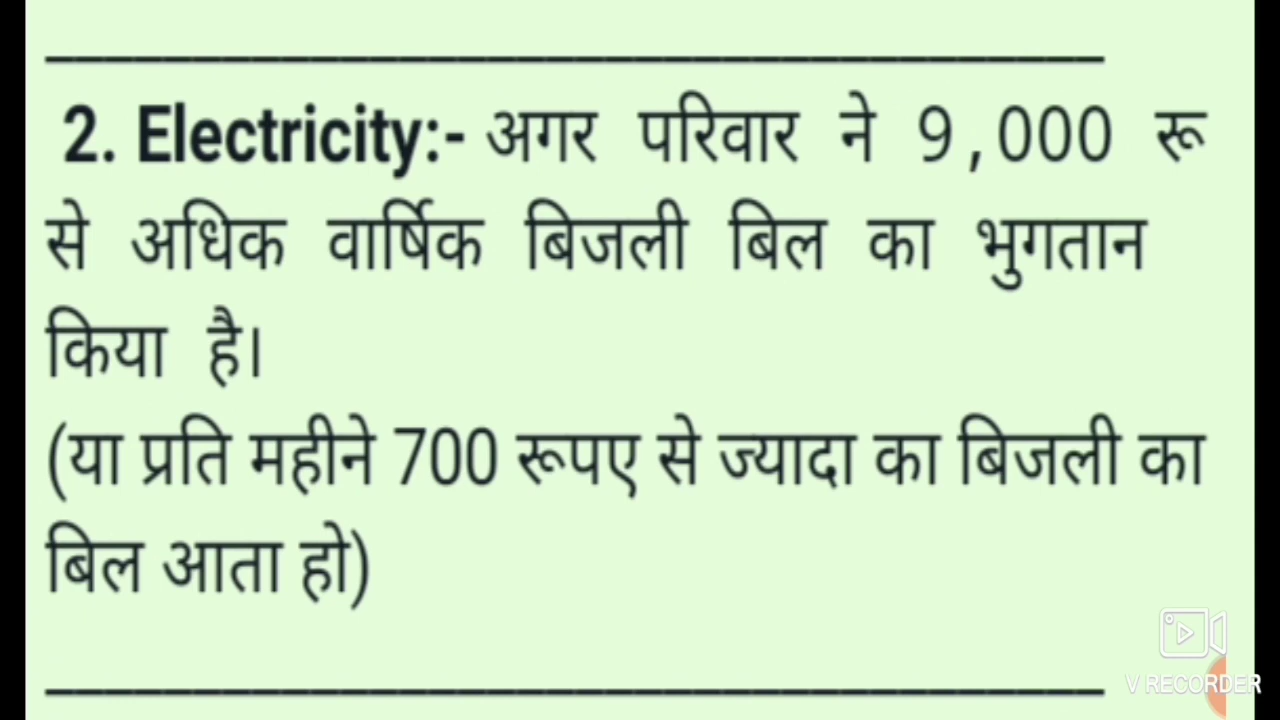 2. Electricity:- अगर परिवार ने 9,000 रू
से अधिक वार्षिक बिजली बिल का भुगतान
किया है।
(या प्रति महीने 700 रूपए से ज्यादा का बिजली का
बिल आता हो)
V RECORDER